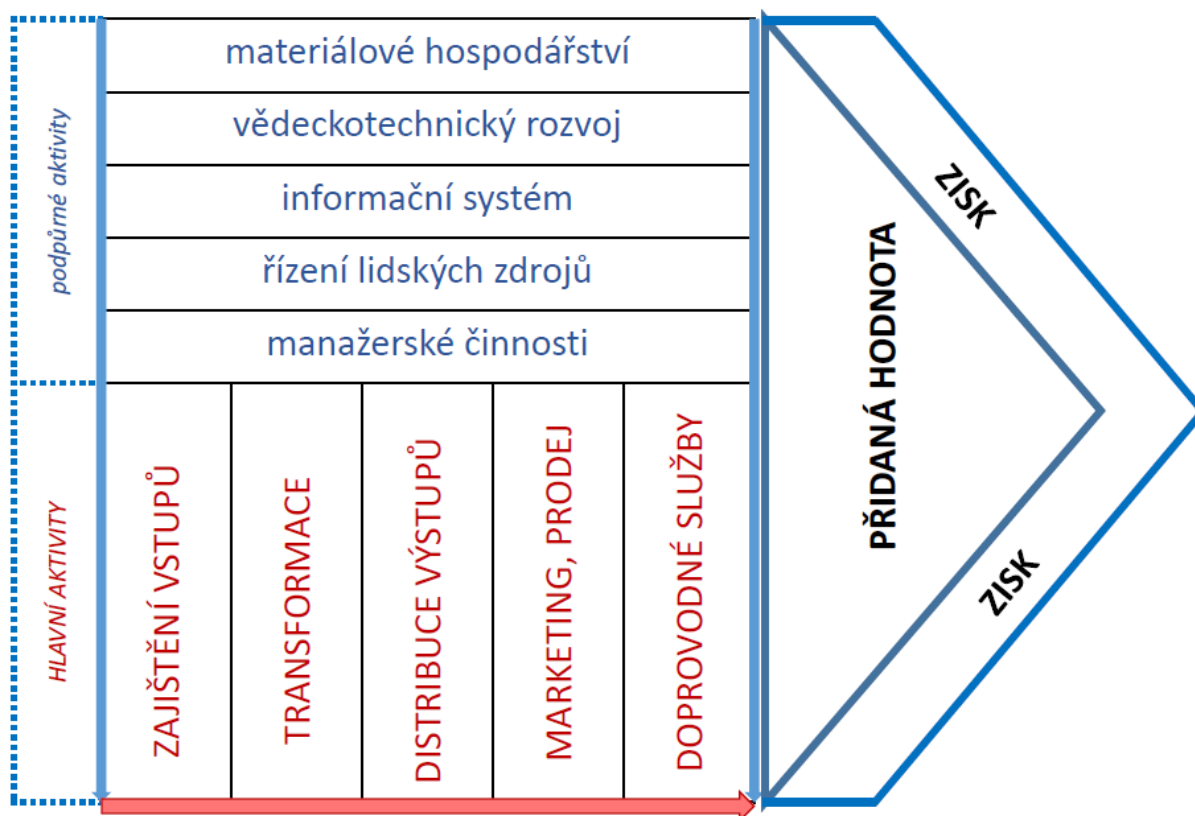 podpůrné aktivity
materiálové hospodářství
vědeckotechnický rozvoj
informační systém
řízení lidských zdrojů
manažerské činnosti
HLAVNÍ AKTIVITY
ZAJIŠTĚNÍ VSTUPŮ
TRANSFORMACE
DISTRIBUCE VÝSTUPŮ
MARKETING, PRODEJ
DOPROVODNÉ SLUŽBY
PŘIDANÁ HODNOTA
ZISK
ZISK